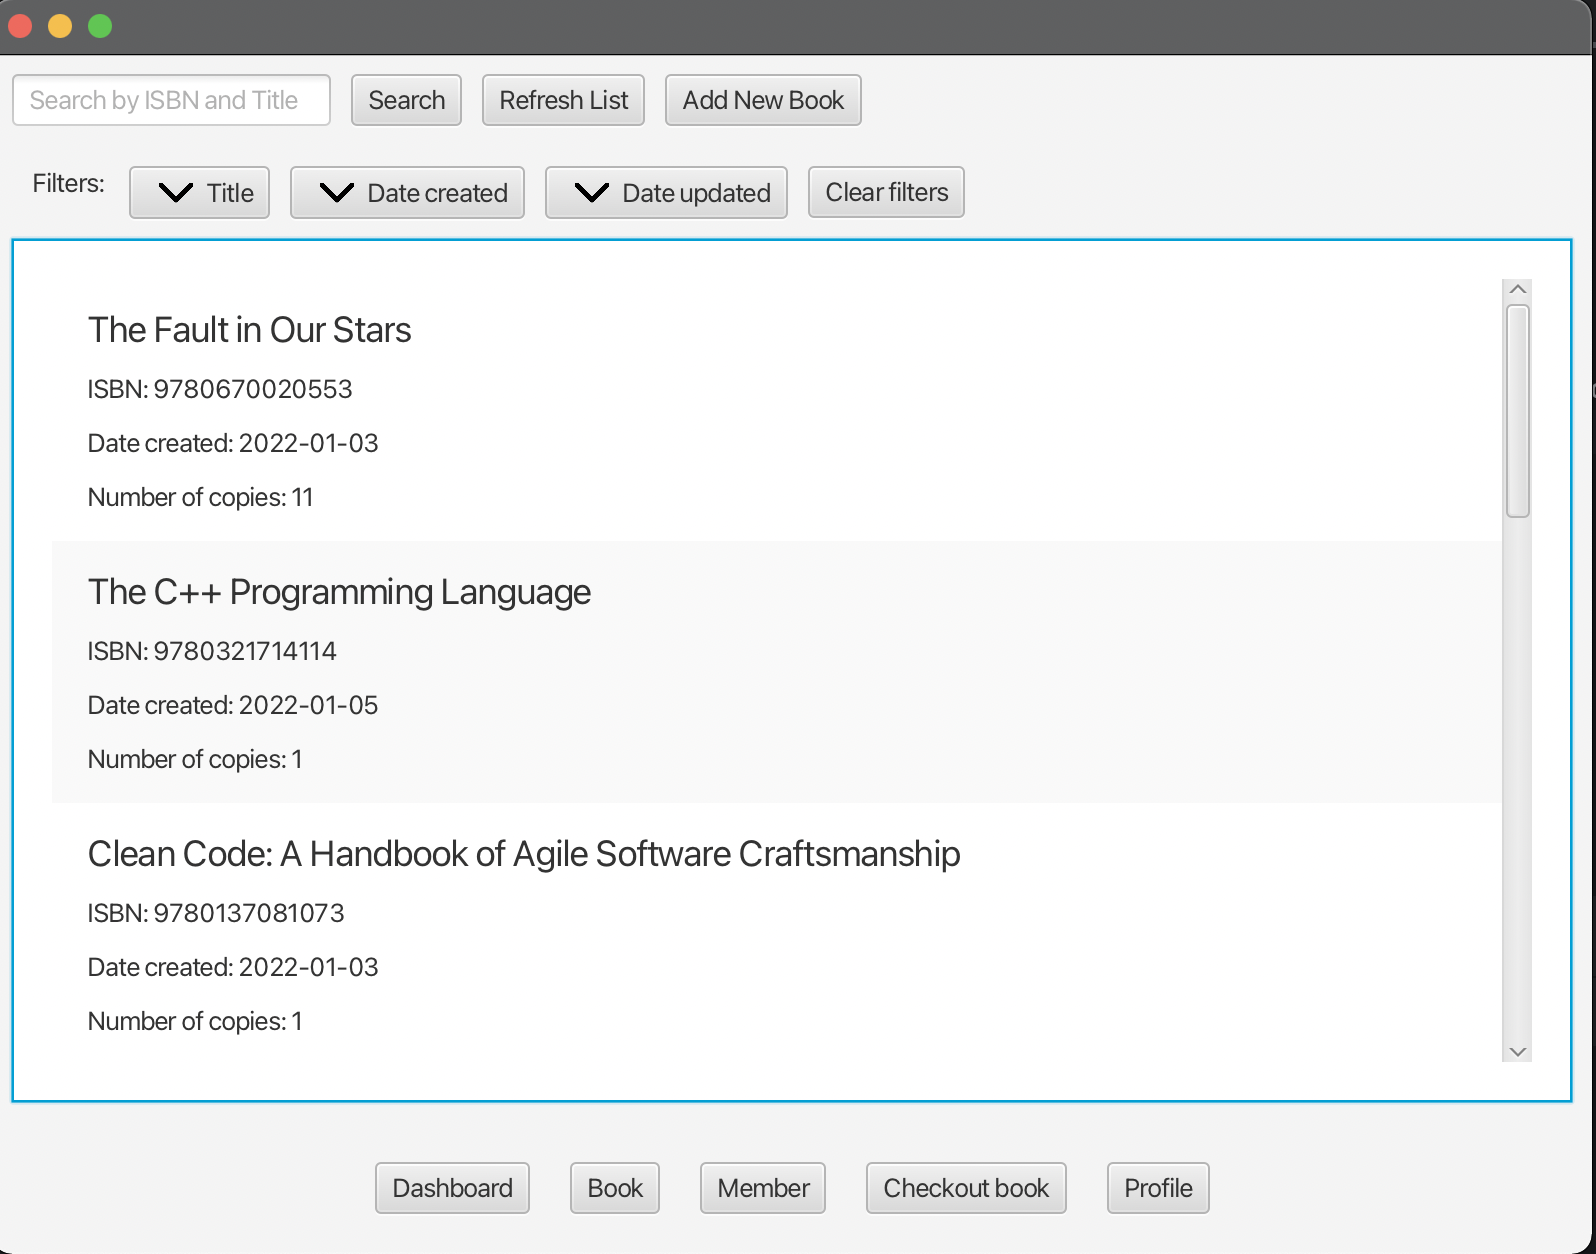 Search by ISBN and Title Search Refresh List Add New Book
Filters: Title Date created Date updated Clear filters
The Fault in Our Stars
ISBN: 9780670020553
Date created: 2022-01-03
Number of copies: 11
The C++ Programming Language
ISBN: 9780321714114
Date created: 2022-01-05
Number of copies: 1
Clean Code: A Handbook of Agile Software Craftsmanship
ISBN: 9780137081073
Date created: 2022-01-03
Number of copies: 1
Dashboard Book Member Checkout book Profile